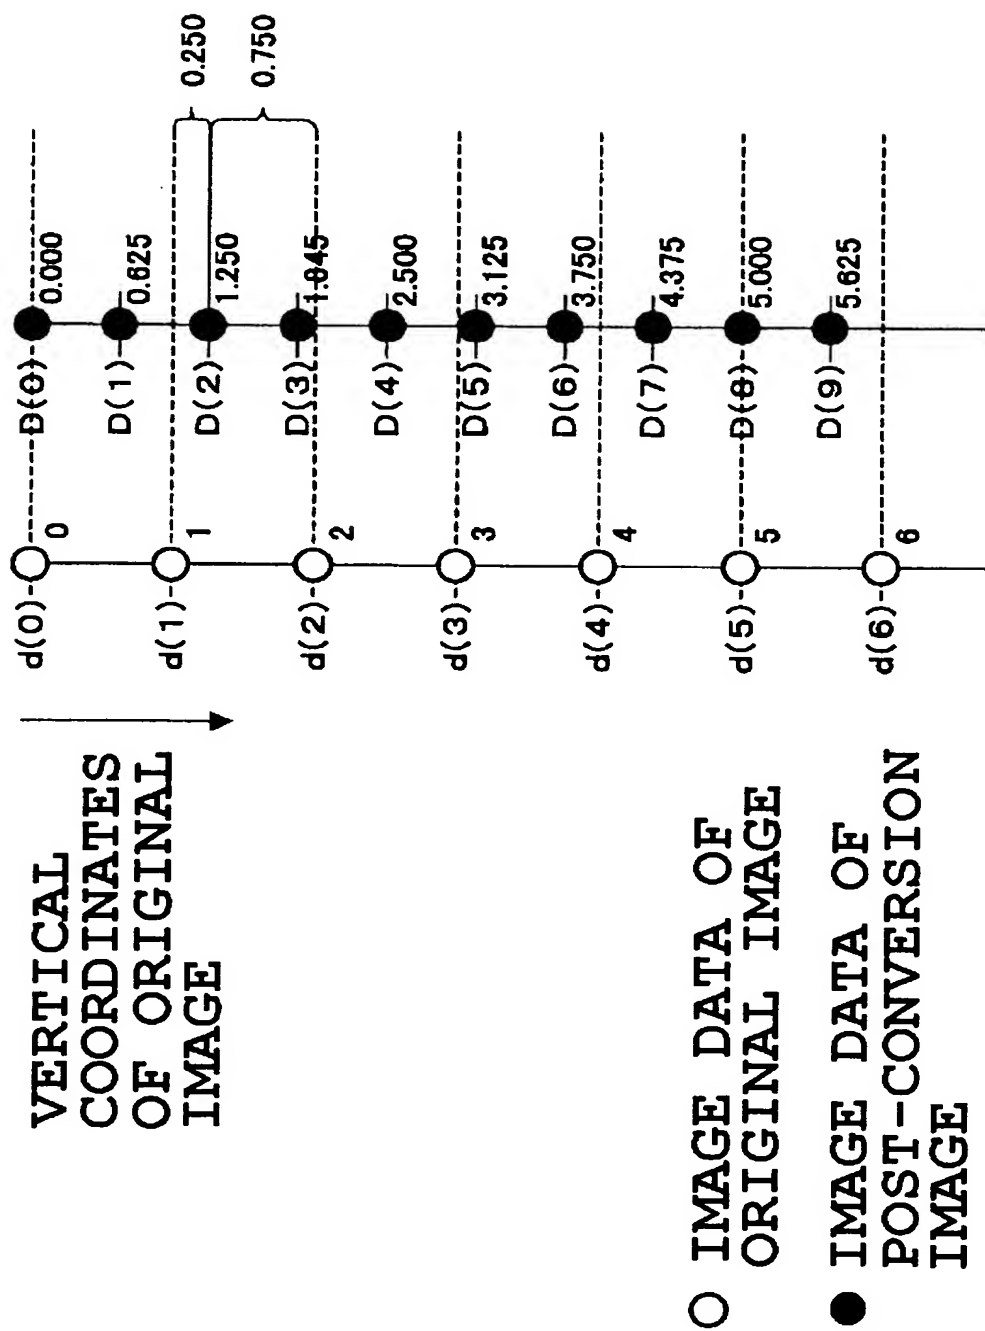 VERTICAL
COORDINATES
OF ORIGINAL
IMAGE
d(0)
0
d(1)
1
d(2)
2
d(3)
3
d(4)
4
d(5)
5
d(6)
6
D(0)
0.000
D(1)
0.625
D(2)
1.250
D(3)
1.845
D(4)
2.500
D(5)
3.125
D(6)
3.750
D(7)
4.375
D(8)
5.000
D(9)
5.625
0.250
0.750
IMAGE DATA OF
ORIGINAL IMAGE
IMAGE DATA OF
POST-CONVERSION
IMAGE